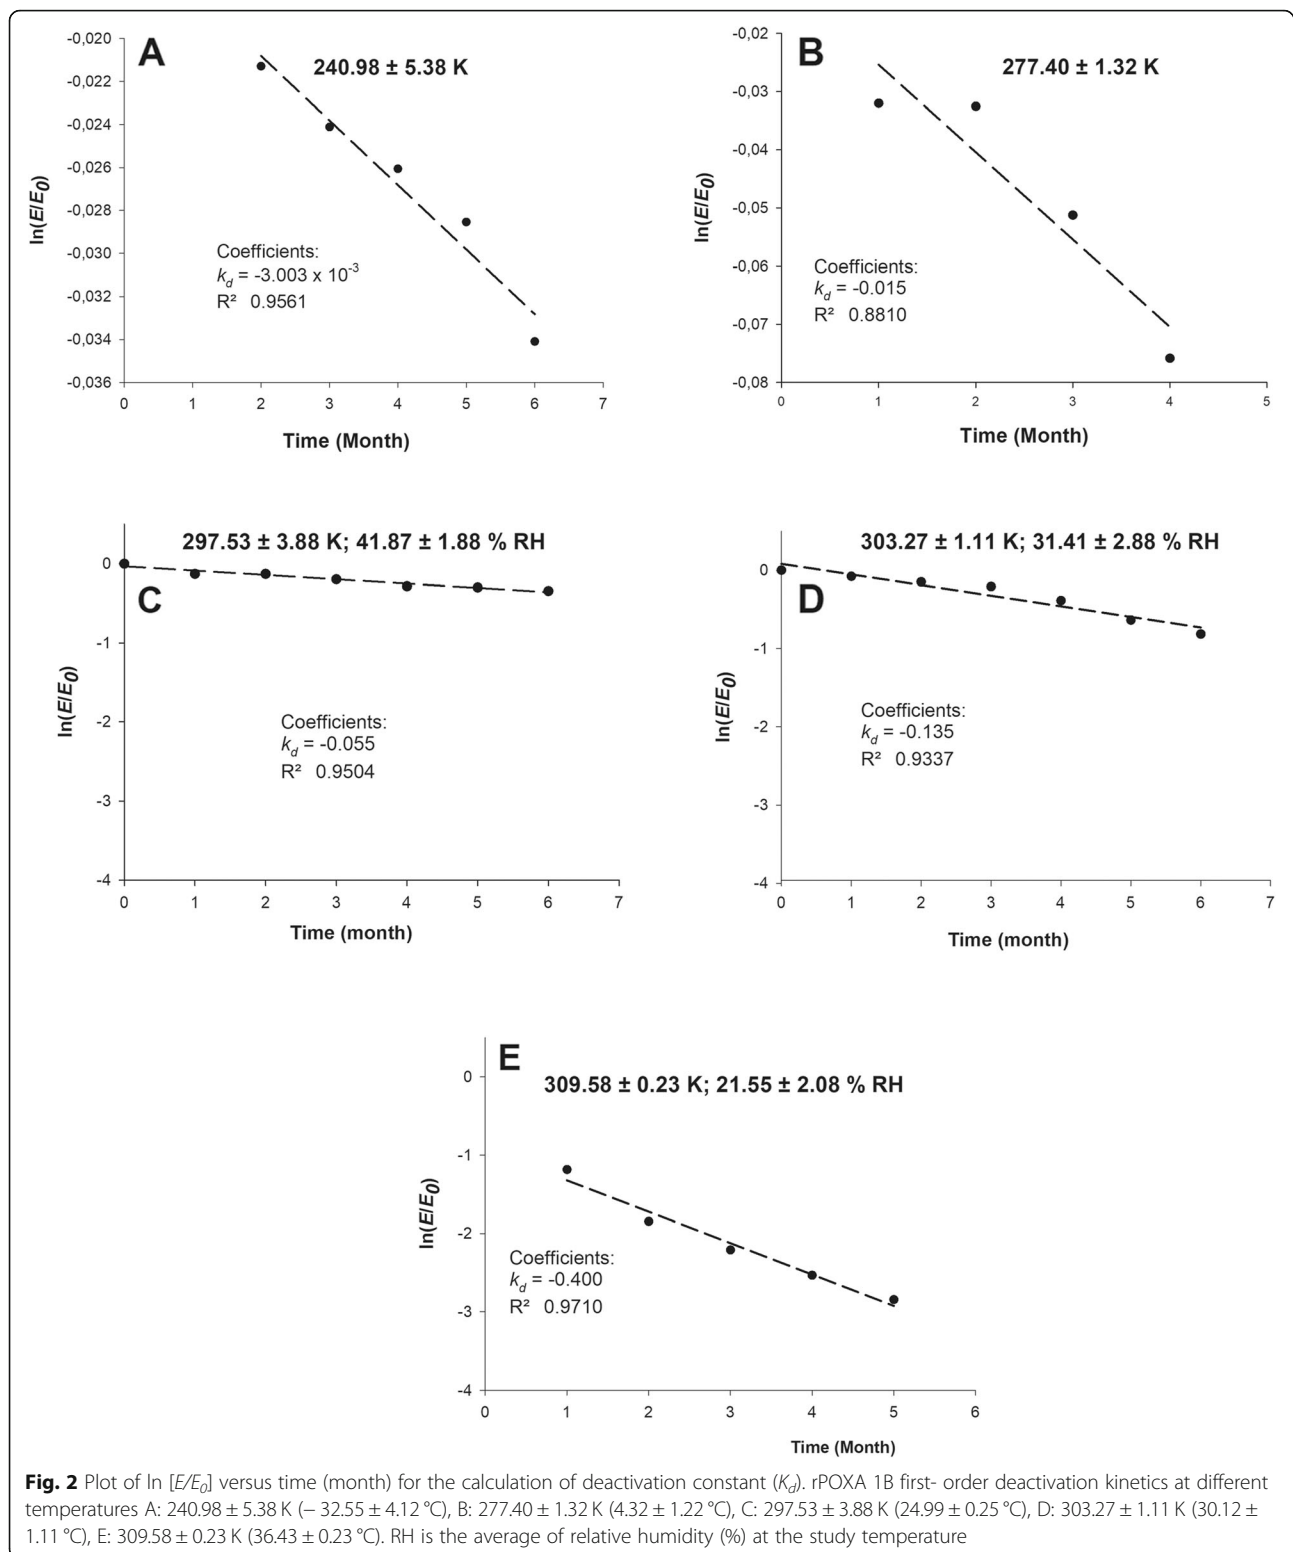 A
240.98 ± 5.38 K
-0,020
-0,022
-0,024
-0,026
-0,028
-0,030
-0,032
-0,034
-0,036
ln(E/E0)
Coefficients:
kd = -3.003 x 10-3
R² 0.9561
0 1 2 3 4 5 6 7
Time (Month)
B
277.40 ± 1.32 K
-0,02
-0,03
-0,04
-0,05
-0,06
-0,07
-0,08
ln(E/E0)
Coefficients:
kd = -0.015
R² 0.8810
0 1 2 3 4 5
Time (Month)
297.53 ± 3.88 K; 41.87 ± 1.88 % RH
C
0
-1
-2
-3
-4
ln(E/E0)
Coefficients:
kd = -0.055
R² 0.9504
0 1 2 3 4 5 6 7
Time (month)
303.27 ± 1.11 K; 31.41 ± 2.88 % RH
D
0
-1
-2
-3
-4
ln(E/E0)
Coefficients:
kd = -0.135
R² 0.9337
0 1 2 3 4 5 6 7
Time (month)
E
309.58 ± 0.23 K; 21.55 ± 2.08 % RH
0
-1
-2
-3
-4
ln(E/E0)
Coefficients:
kd = -0.400
R² 0.9710
0 1 2 3 4 5 6
Time (Month)
Fig. 2 Plot of ln [E/E0] versus time (month) for the calculation of deactivation constant (Kd). rPOXA 1B first- order deactivation kinetics at different
temperatures A: 240.98 ± 5.38 K (− 32.55 ± 4.12 °C), B: 277.40 ± 1.32 K (4.32 ± 1.22 °C), C: 297.53 ± 3.88 K (24.99 ± 0.25 °C), D: 303.27 ± 1.11 K (30.12 ±
1.11 °C), E: 309.58 ± 0.23 K (36.43 ± 0.23 °C). RH is the average of relative humidity (%) at the study temperature